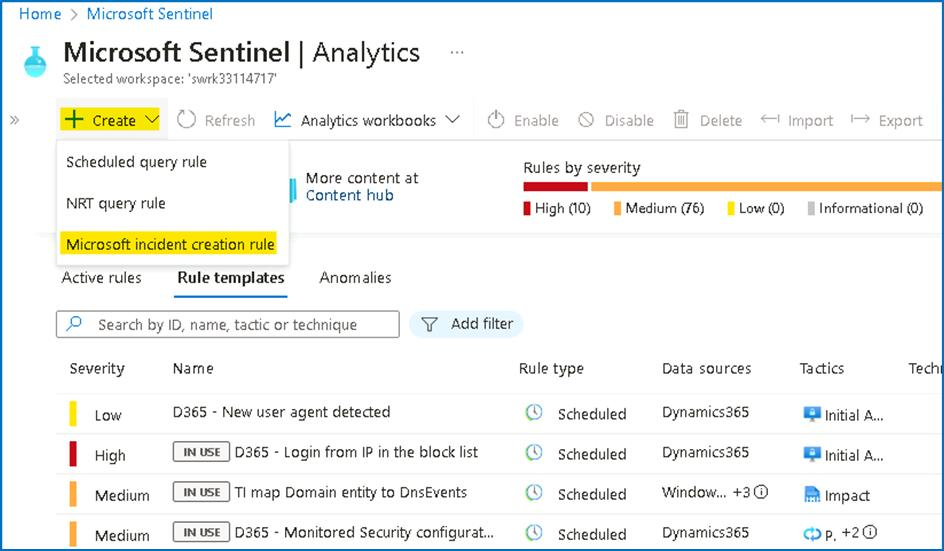 Home > Microsoft Sentinel
Microsoft Sentinel | Analytics ...
Selected workspace: 'swrk33114717'
» + Create Refresh Analytics workbooks Enable Disable Delete Import Export
Scheduled query rule
NRT query rule
Microsoft incident creation rule
More content at
Content hub
Rules by severity
High (10) Medium (76) Low (0) Informational (0)
Active rules Rule templates Anomalies
Search by ID, name, tactic or technique Add filter
Severity Name Rule type Data sources Tactics Techn
Low D365 - New user agent detected Scheduled Dynamics365 Initial A...
High IN USE D365 - Login from IP in the block list Scheduled Dynamics365 Initial A...
Medium IN USE TI map Domain entity to DnsEvents Scheduled Window... +3 Impact
Medium IN USE D365 - Monitored Security configurat... Scheduled Dynamics365 P. +2